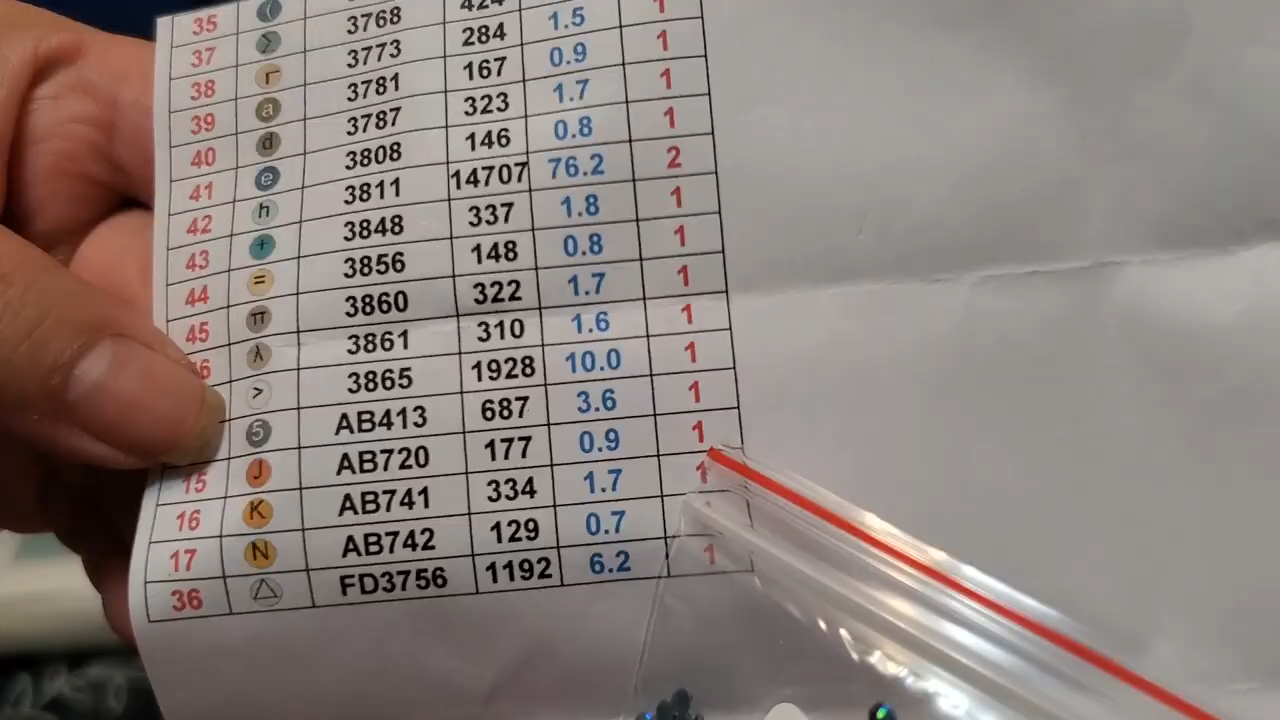 35 (
37 > 3768 424
38 Γ 3773 284 1.5 1
39 a 3781 167 0.9 1
40 d 3787 323 1.7 1
41 e 3808 146 0.8 1
42 h 3811 14707 76.2 2
43 + 3848 337 1.8 1
44 = 3856 148 0.8 1
45 π 3860 322 1.7 1
λ 3861 310 1.6 1
> 3865 1928 10.0 1
5 AB413 687 3.6 1
15 J AB720 177 0.9 1
16 K AB741 334 1.7 1
17 N AB742 129 0.7 1
36 △ FD3756 1192 6.2 1